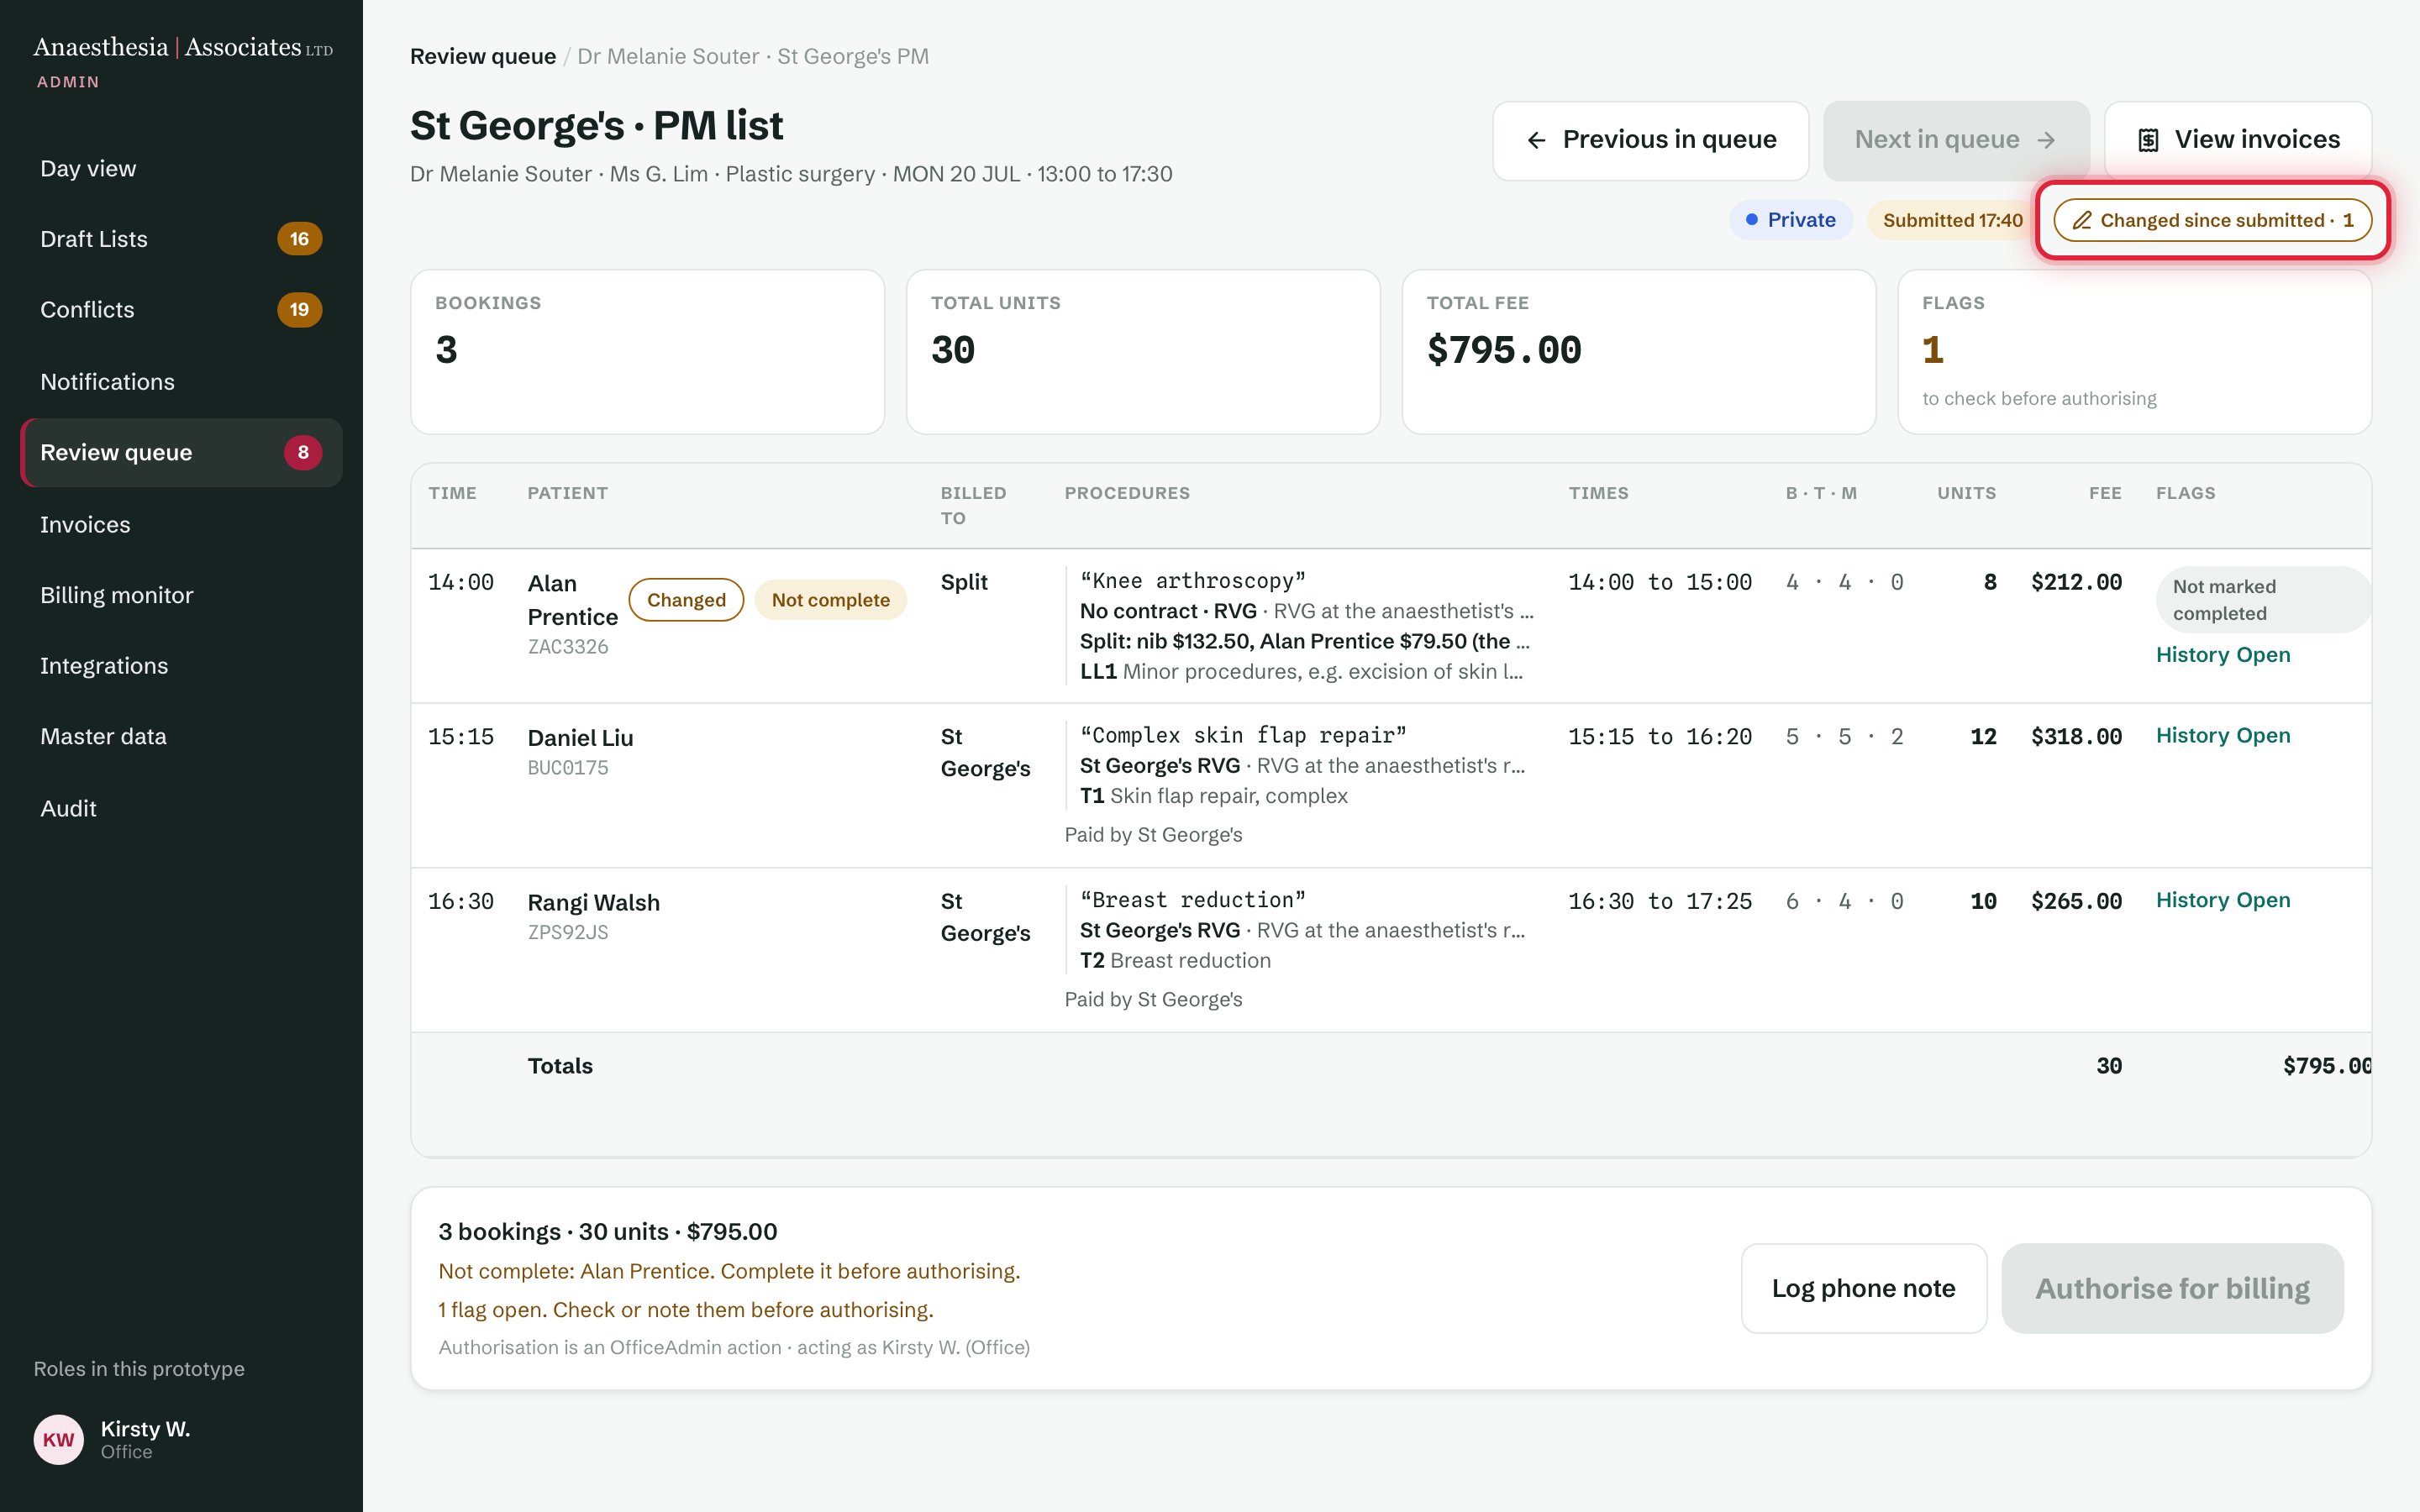 Anaesthesia | Associates LTD
ADMIN
Day view
Draft Lists 16
Conflicts 19
Notifications
Review queue 8
Invoices
Billing monitor
Integrations
Master data
Audit
Roles in this prototype
KW Kirsty W.
Office
Review queue / Dr Melanie Souter · St George's PM
St George's · PM list
Dr Melanie Souter · Ms G. Lim · Plastic surgery · MON 20 JUL · 13:00 to 17:30
← Previous in queue
Next in queue →
View invoices
Private
Submitted 17:40
Changed since submitted · 1
BOOKINGS
3
TOTAL UNITS
30
TOTAL FEE
$795.00
FLAGS
1
to check before authorising
TIME PATIENT BILLED TO PROCEDURES TIMES B · T · M UNITS FEE FLAGS
14:00
Alan Prentice
ZAC3326
Changed
Not complete
Split
“Knee arthroscopy”
No contract · RVG · RVG at the anaesthetist's ...
Split: nib $132.50, Alan Prentice $79.50 (the ...
LL1 Minor procedures, e.g. excision of skin l...
14:00 to 15:00
4 · 4 · 0
8
$212.00
Not marked completed
History Open
15:15
Daniel Liu
BUC0175
St George's
“Complex skin flap repair”
St George's RVG · RVG at the anaesthetist's r...
T1 Skin flap repair, complex
Paid by St George's
15:15 to 16:20
5 · 5 · 2
12
$318.00
History Open
16:30
Rangi Walsh
ZPS92JS
St George's
“Breast reduction”
St George's RVG · RVG at the anaesthetist's r...
T2 Breast reduction
Paid by St George's
16:30 to 17:25
6 · 4 · 0
10
$265.00
History Open
Totals 30 $795.00
3 bookings · 30 units · $795.00
Not complete: Alan Prentice. Complete it before authorising.
1 flag open. Check or note them before authorising.
Authorisation is an OfficeAdmin action · acting as Kirsty W. (Office)
Log phone note
Authorise for billing